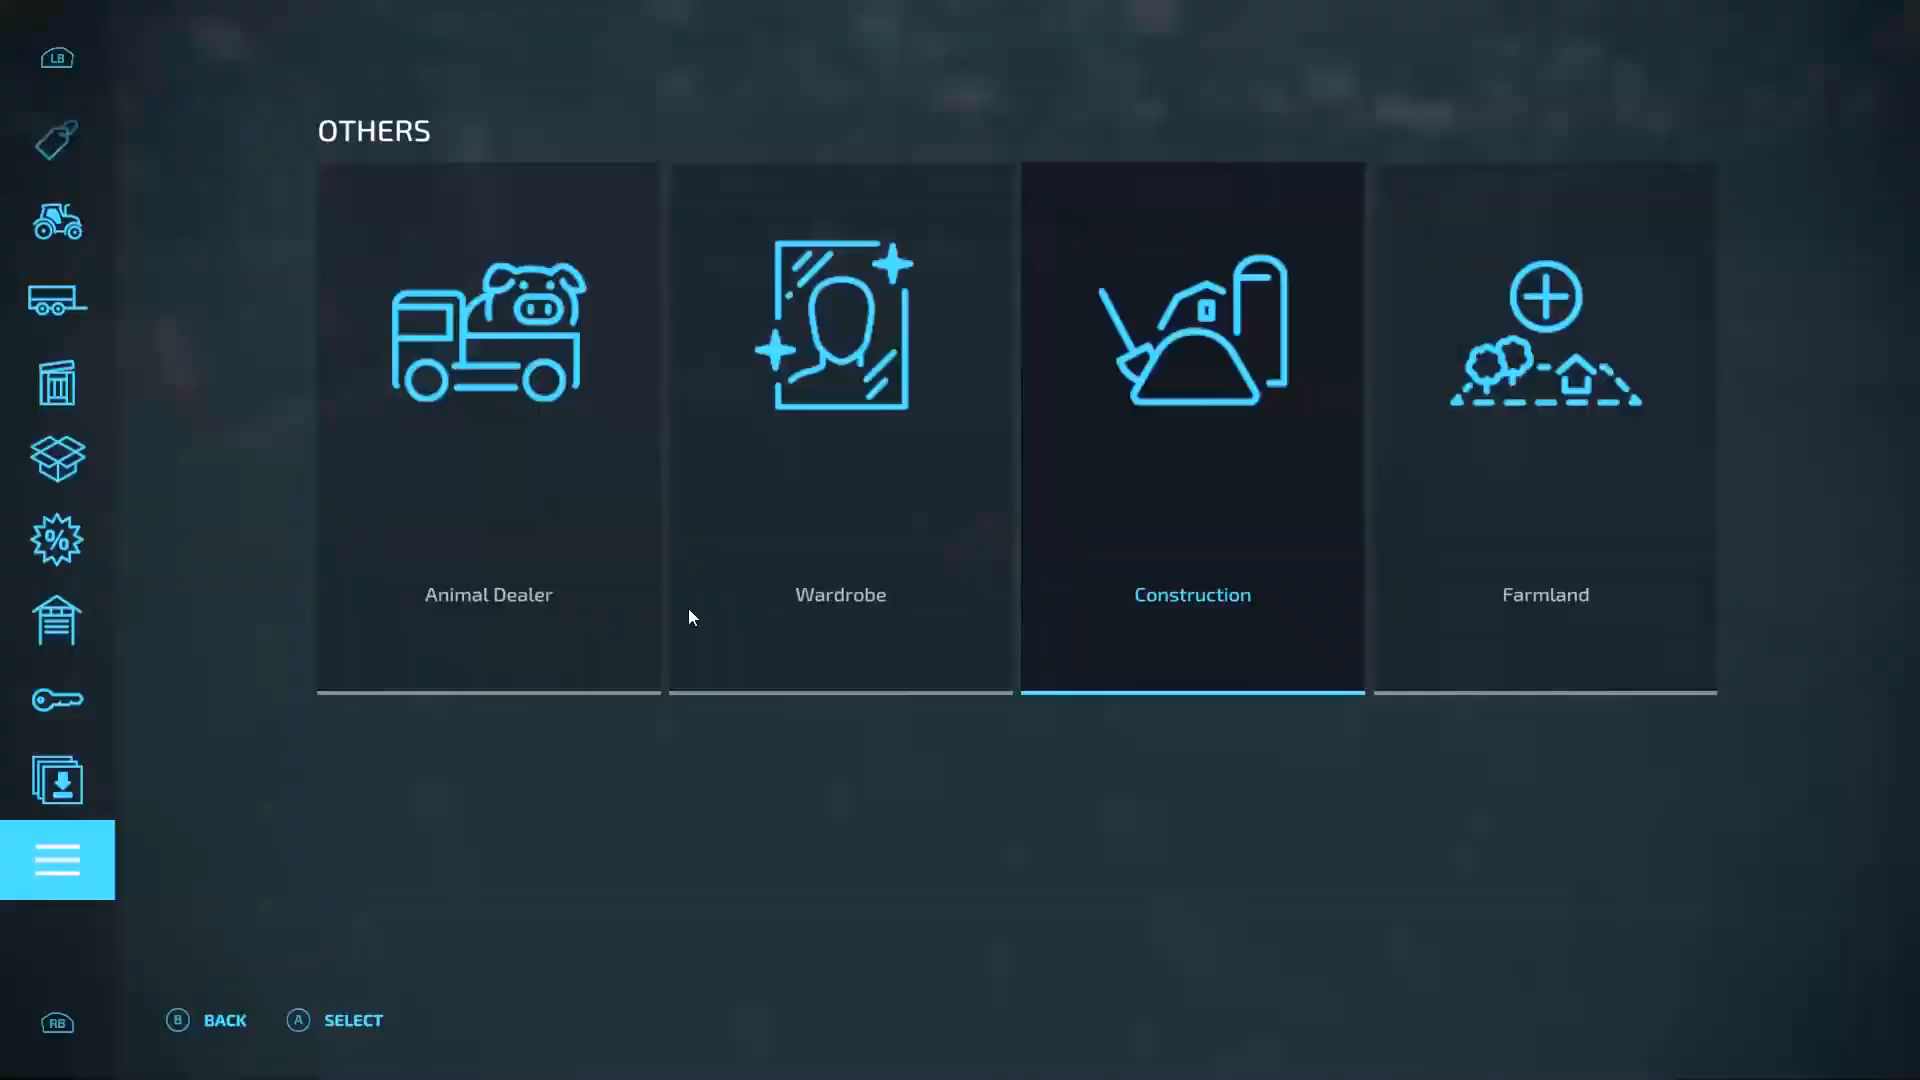 LB
OTHERS
%
Animal Dealer
Wardrobe
Construction
Farmland
RB
B BACK
A SELECT